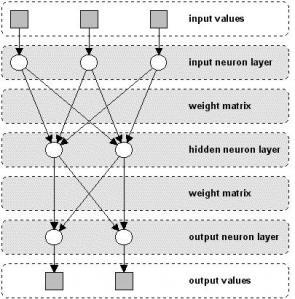 input values
input neuron layer
weight matrix
hidden neuron layer
weight matrix
output neuron layer
output values